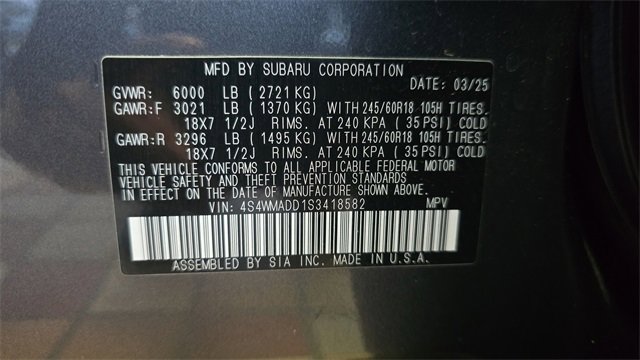 MFD BY SUBARU CORPORATION
DATE: 03/25
GVWR: 6000 LB ( 2721 KG)
GAWR:F 3021 LB ( 1370 KG) WITH 245/60R18 105H TIRES.
18X7 1/2J RIMS. AT 240 KPA ( 35 PSI) COLD
GAWR:R 3296 LB ( 1495 KG) WITH 245/60R18 105H TIRES.
18X7 1/2J RIMS. AT 240 KPA ( 35 PSI) COLD
THIS VEHICLE CONFORMS TO ALL APPLICABLE FEDERAL MOTOR
VEHICLE SAFETY AND THEFT PREVENTION STANDARDS
IN EFFECT ON THE DATE OF MANUFACTURE SHOWN ABOVE.
VIN: 4S4WMADD1S3418582 MPV
ASSEMBLED BY SIA INC. MADE IN U.S.A.